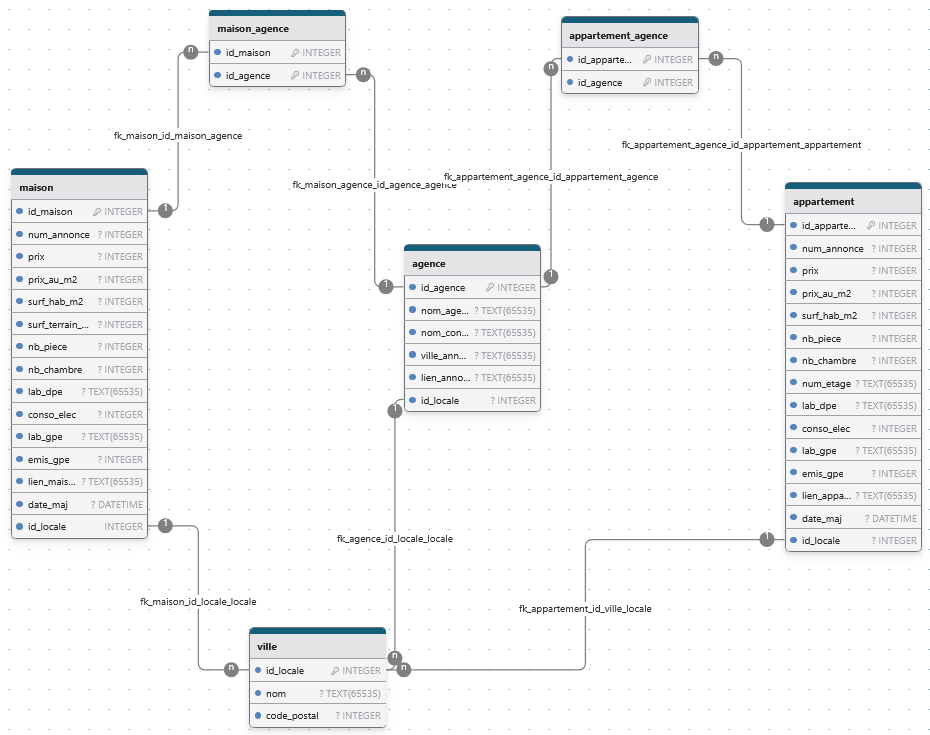 maison_agence
id_maison INTEGER
id_agence INTEGER
appartement_agence
id_apparte... INTEGER
id_agence INTEGER
n
n
n
n
fk_maison_id_maison_agence
fk_appartement_agence_id_appartement_appartement
fk_maison_agence_id_agence_agence
fk_appartement_agence_id_appartement_agence
maison
id_maison INTEGER
num_annonce ? INTEGER
prix ? INTEGER
prix_au_m2 ? INTEGER
surf_hab_m2 ? INTEGER
surf_terrain_... ? INTEGER
nb_piece ? INTEGER
nb_chambre ? INTEGER
lab_dpe ? TEXT(65535)
conso_elec ? INTEGER
lab_gpe ? TEXT(65535)
emis_gpe ? INTEGER
lien_mais... ? TEXT(65535)
date_maj ? DATETIME
id_locale INTEGER
1
1
agence
id_agence INTEGER
nom_age... ? TEXT(65535)
nom_con... ? TEXT(65535)
ville_ann... ? TEXT(65535)
lien_anno... ? TEXT(65535)
id_locale ? INTEGER
1
1
1
appartement
id_apparte... INTEGER
num_annonce ? INTEGER
prix ? INTEGER
prix_au_m2 ? INTEGER
surf_hab_m2 ? INTEGER
nb_piece ? INTEGER
nb_chambre ? INTEGER
num_etage ? TEXT(65535)
lab_dpe ? TEXT(65535)
conso_elec ? INTEGER
lab_gpe ? TEXT(65535)
emis_gpe ? INTEGER
lien_appa... ? TEXT(65535)
date_maj ? DATETIME
id_locale ? INTEGER
1
1
fk_agence_id_locale_locale
fk_maison_id_locale_locale
fk_appartement_id_ville_locale
ville
id_locale INTEGER
nom ? TEXT(65535)
code_postal ? INTEGER
n
n
n